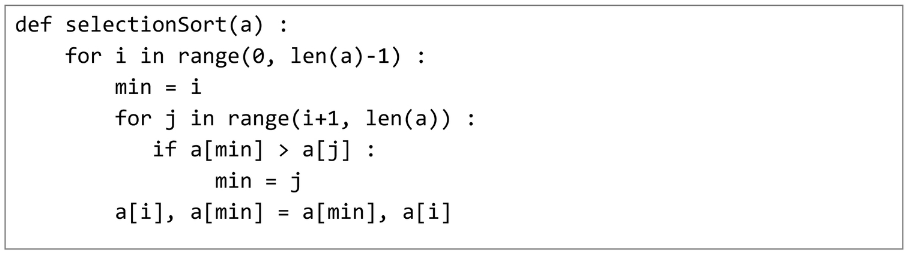 def selectionSort(a) :
    for i in range(0, len(a)-1) :
        min = i
        for j in range(i+1, len(a)) :
           if a[min] > a[j] :
                min = j
        a[i], a[min] = a[min], a[i]